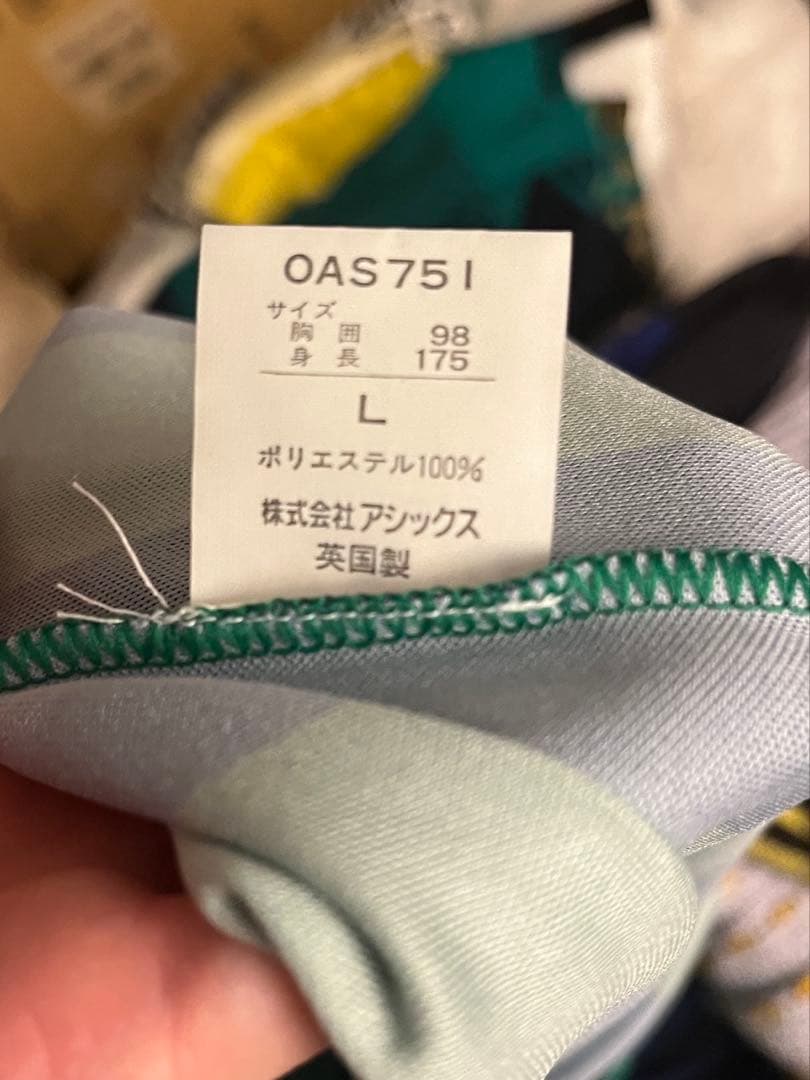 OAS751
サイズ
胸 囲 98
身 長 175
L
ポリエステル100%
株式会社アシックス
英国製